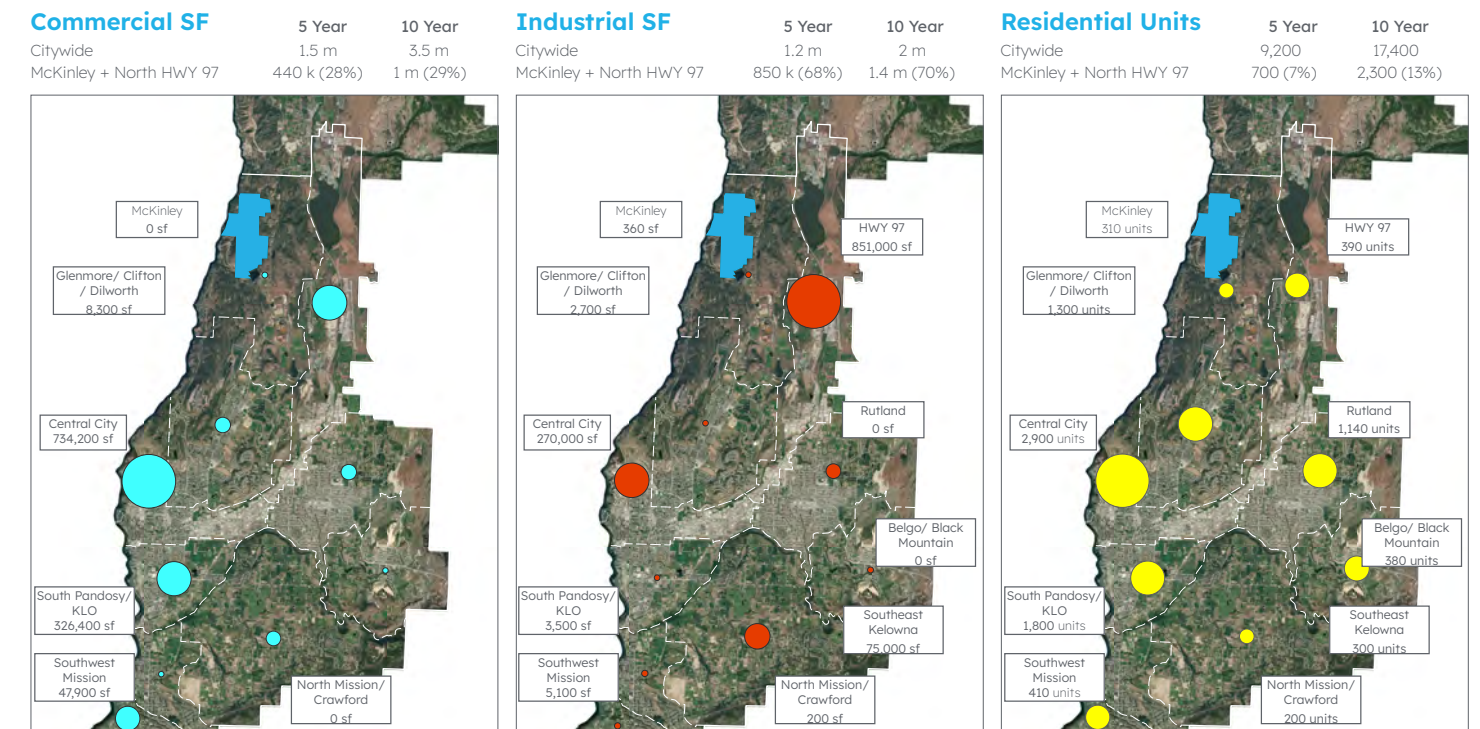 Commercial SF 5 Year 10 Year
Citywide 1.5 m 3.5 m
McKinley + North HWY 97 440 k (28%) 1 m (29%)
McKinley
0 sf
Glenmore/ Clifton
/ Dilworth
8,300 sf
Central City
734,200 sf
South Pandosy/
KLO
326,400 sf
Southwest
Mission
47,900 sf
North Mission/
Crawford
0 sf
Industrial SF 5 Year 10 Year
Citywide 1.2 m 2 m
McKinley + North HWY 97 850 k (68%) 1.4 m (70%)
McKinley
360 sf
HWY 97
851,000 sf
Glenmore/ Clifton
/ Dilworth
2,700 sf
Central City
270,000 sf
Rutland
0 sf
Belgo/ Black
Mountain
0 sf
South Pandosy/
KLO
3,500 sf
Southeast
Kelowna
75,000 sf
Southwest
Mission
5,100 sf
North Mission/
Crawford
200 sf
Residential Units 5 Year 10 Year
Citywide 9,200 17,400
McKinley + North HWY 97 700 (7%) 2,300 (13%)
McKinley
310 units
HWY 97
390 units
Glenmore/ Clifton
/ Dilworth
1,300 units
Central City
2,900 units
Rutland
1,140 units
Belgo/ Black
Mountain
380 units
South Pandosy/
KLO
1,800 units
Southeast
Kelowna
300 units
Southwest
Mission
410 units
North Mission/
Crawford
200 units